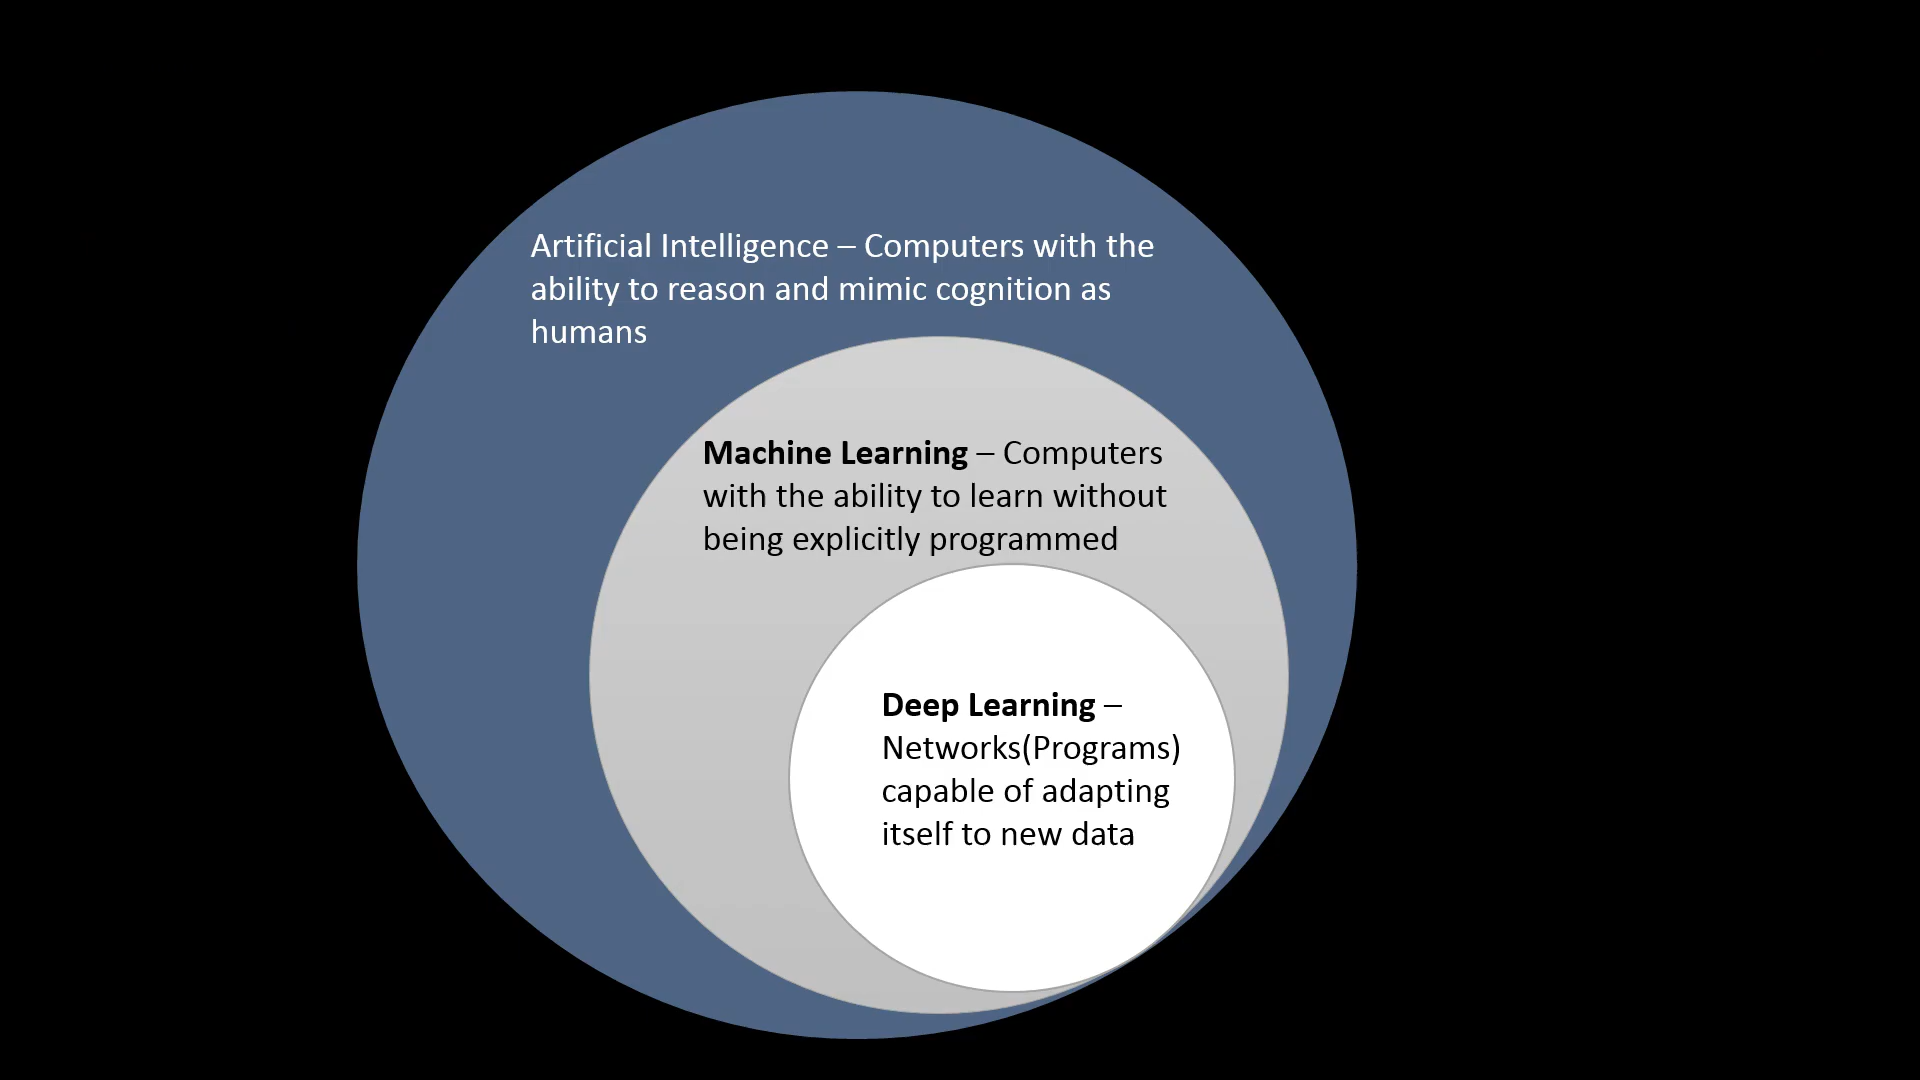 Artificial Intelligence – Computers with the
ability to reason and mimic cognition as
humans
Machine Learning – Computers
with the ability to learn without
being explicitly programmed
Deep Learning –
Networks(Programs)
capable of adapting
itself to new data